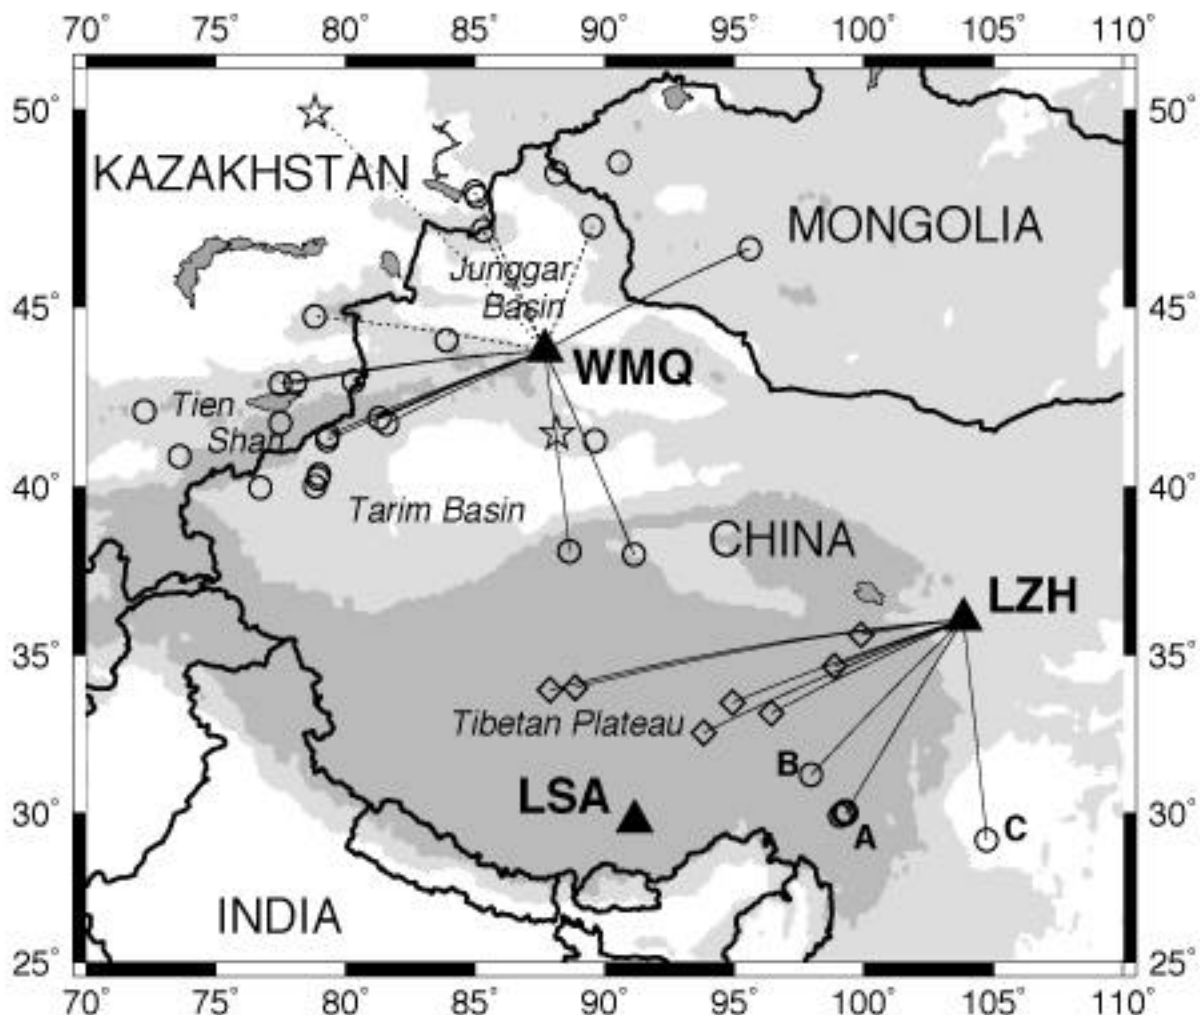 70° 75° 80° 85° 90° 95° 100° 105° 110°
50° 50°
KAZAKHSTAN
MONGOLIA
Junggar
Basin
45° 45°
WMQ
Tien
Shan
40° 40°
Tarim Basin
CHINA
LZH
35° 35°
Tibetan Plateau
B
LSA
30° 30°
A
C
INDIA
25° 25°
70° 75° 80° 85° 90° 95° 100° 105° 110°